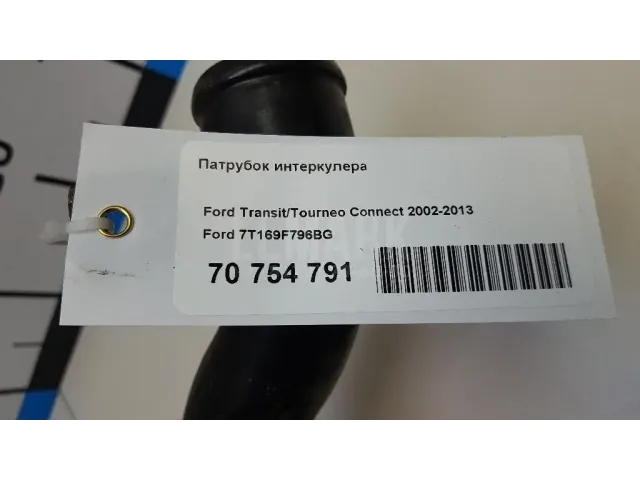 Патрубок интеркулера
Ford Transit/Tourneo Connect 2002-2013
Ford 7T169F796BG
70 754 791